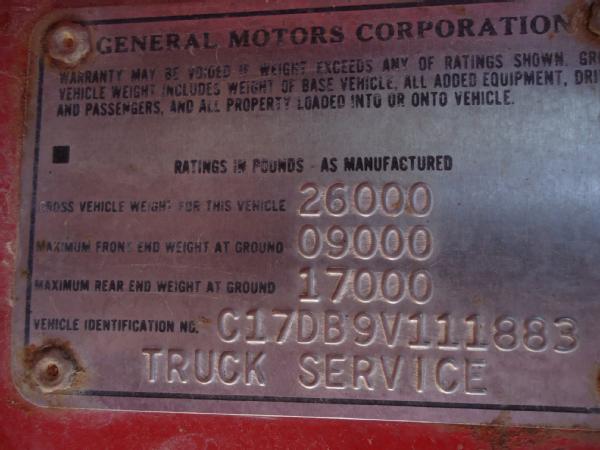 GENERAL MOTORS CORPORATION
WARRANTY MAY BE VOIDED IF WEIGHT EXCEEDS ANY OF RATINGS SHOWN. GR
VEHICLE WEIGHT INCLUDES WEIGHT OF BASE VEHICLE, ALL ADDED EQUIPMENT, DRI
AND PASSENGERS, AND ALL PROPERTY LOADED INTO OR ONTO VEHICLE.
RATINGS IN POUNDS - AS MANUFACTURED
GROSS VEHICLE WEIGHT FOR THIS VEHICLE 26000
MAXIMUM FRONT END WEIGHT AT GROUND 09000
MAXIMUM REAR END WEIGHT AT GROUND 17000
VEHICLE IDENTIFICATION NO. C17DB9V111883
TRUCK SERVICE